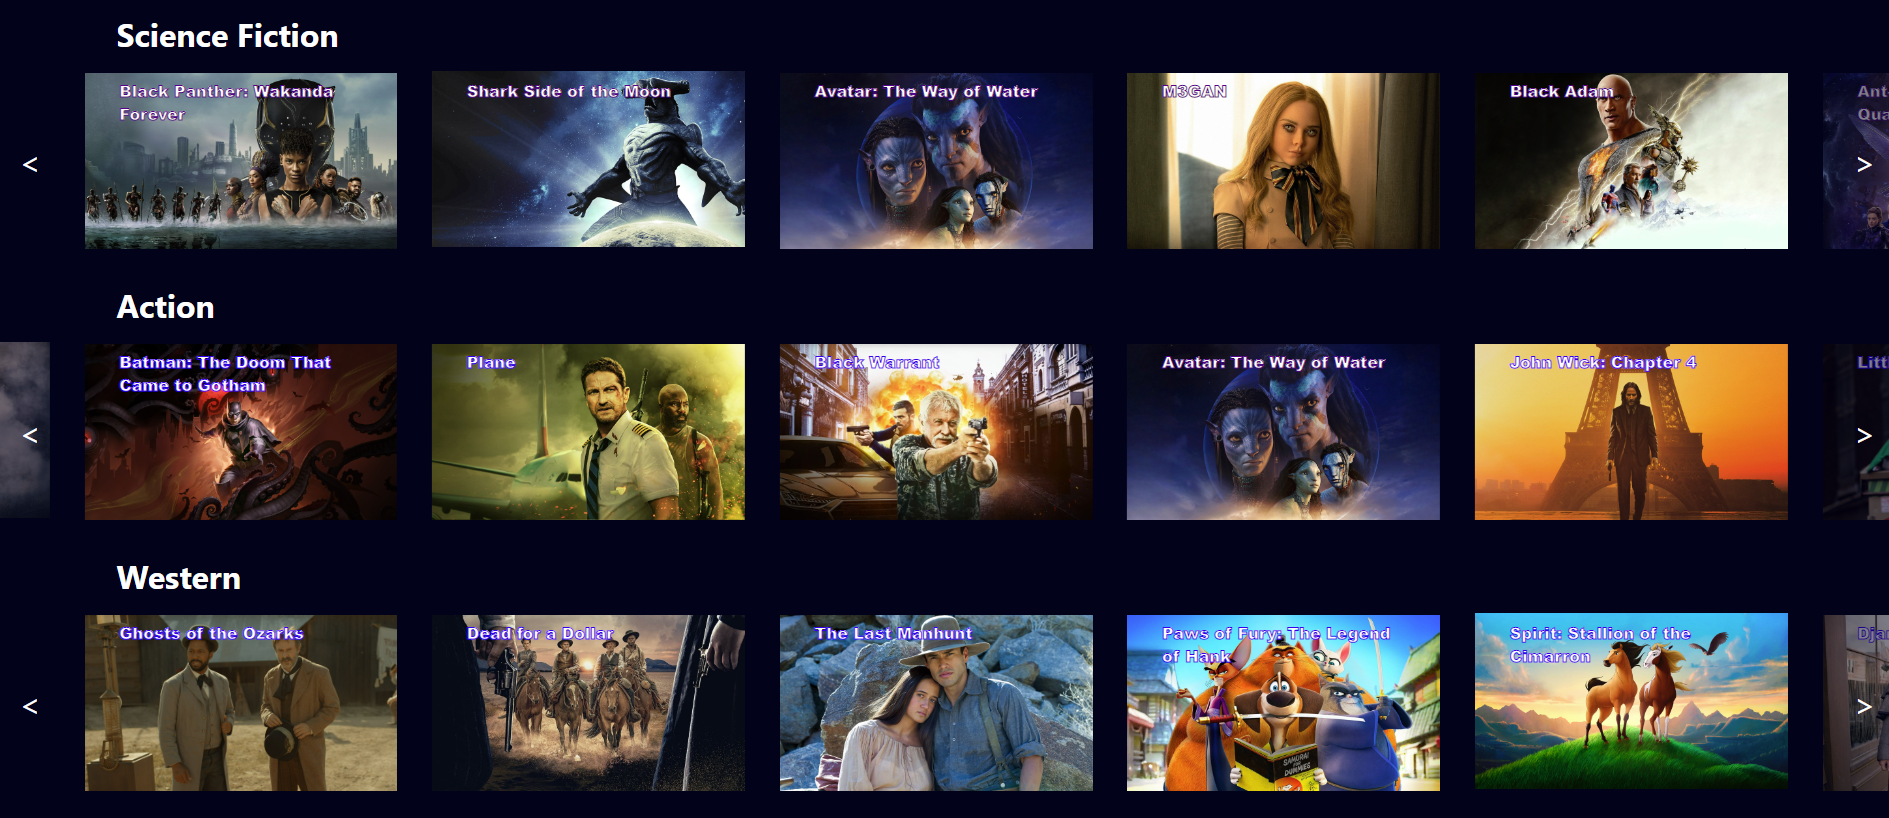 Science Fiction
Black Panther: Wakanda
Forever
Shark Side of the Moon
Avatar: The Way of Water
M3GAN
Black Adam
Ant-
Qua
<
>
Action
Batman: The Doom That
Came to Gotham
Plane
Black Warrant
Avatar: The Way of Water
John Wick: Chapter 4
Litt
<
>
Western
Ghosts of the Ozarks
Dead for a Dollar
The Last Manhunt
Paws of Fury: The Legend
of Hank
Spirit: Stallion of the
Cimarron
Djan
<
>
SAMURAI
FOR
DUMMIES